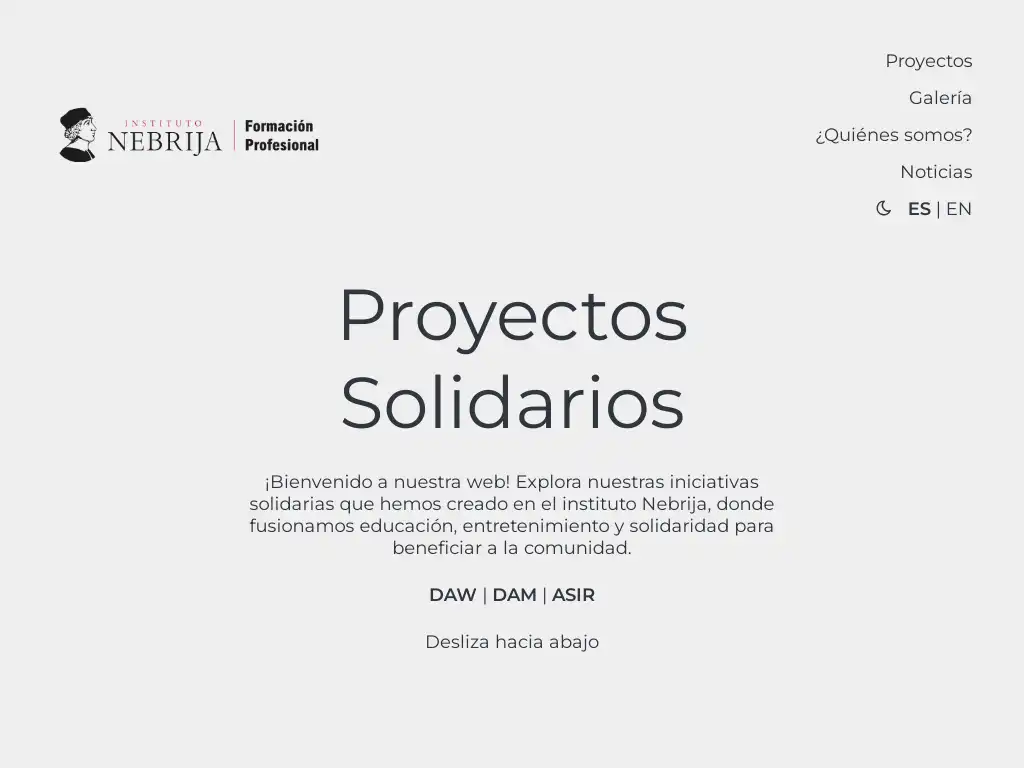 INSTITUTO
NEBRIJA
Formación
Profesional
Proyectos
Galería
¿Quiénes somos?
Noticias
ES | EN
Proyectos
Solidarios
¡Bienvenido a nuestra web! Explora nuestras iniciativas
solidarias que hemos creado en el instituto Nebrija, donde
fusionamos educación, entretenimiento y solidaridad para
beneficiar a la comunidad.
DAW | DAM | ASIR
Desliza hacia abajo